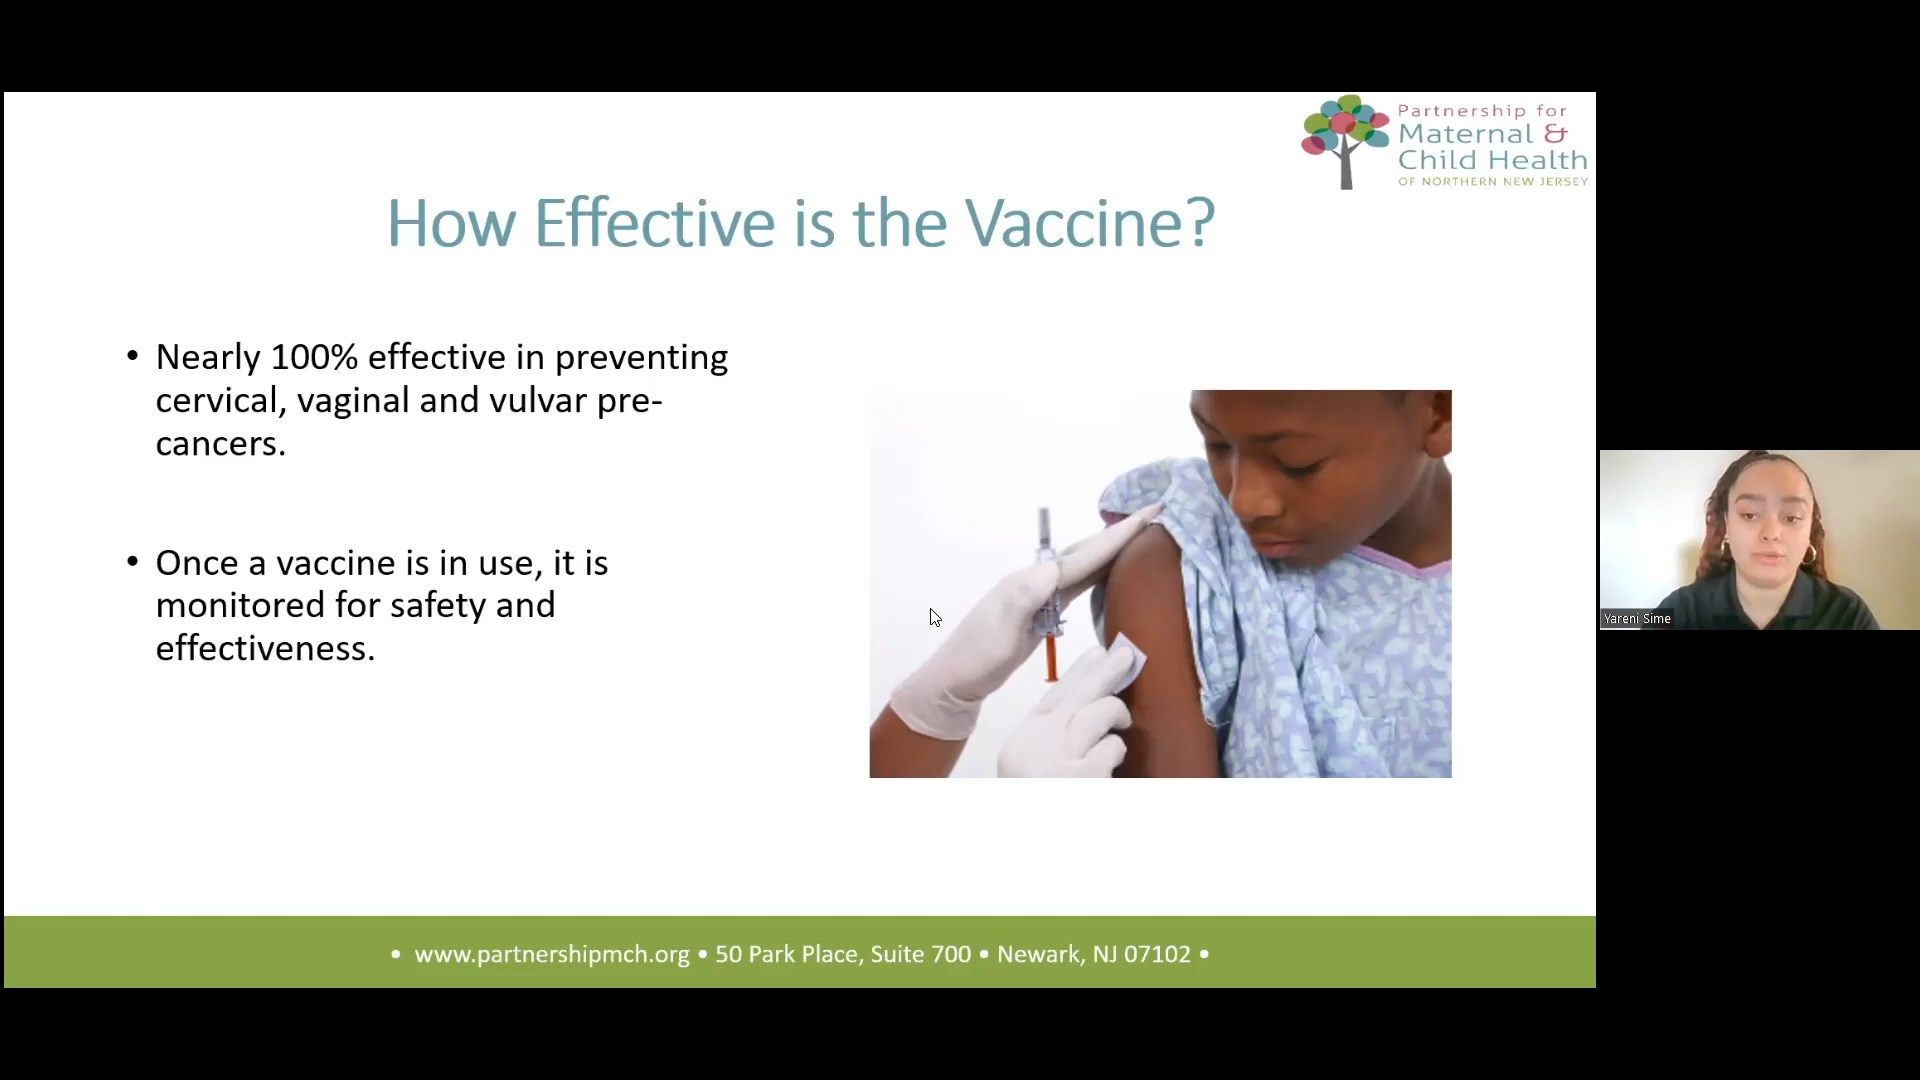 Partnership for
Maternal &
Child Health
OF NORTHERN NEW JERSEY
How Effective is the Vaccine?
• Nearly 100% effective in preventing
cervical, vaginal and vulvar pre-
cancers.
• Once a vaccine is in use, it is
monitored for safety and
effectiveness.
Yareni Sime
• www.partnershipmch.org • 50 Park Place, Suite 700 • Newark, NJ 07102 •